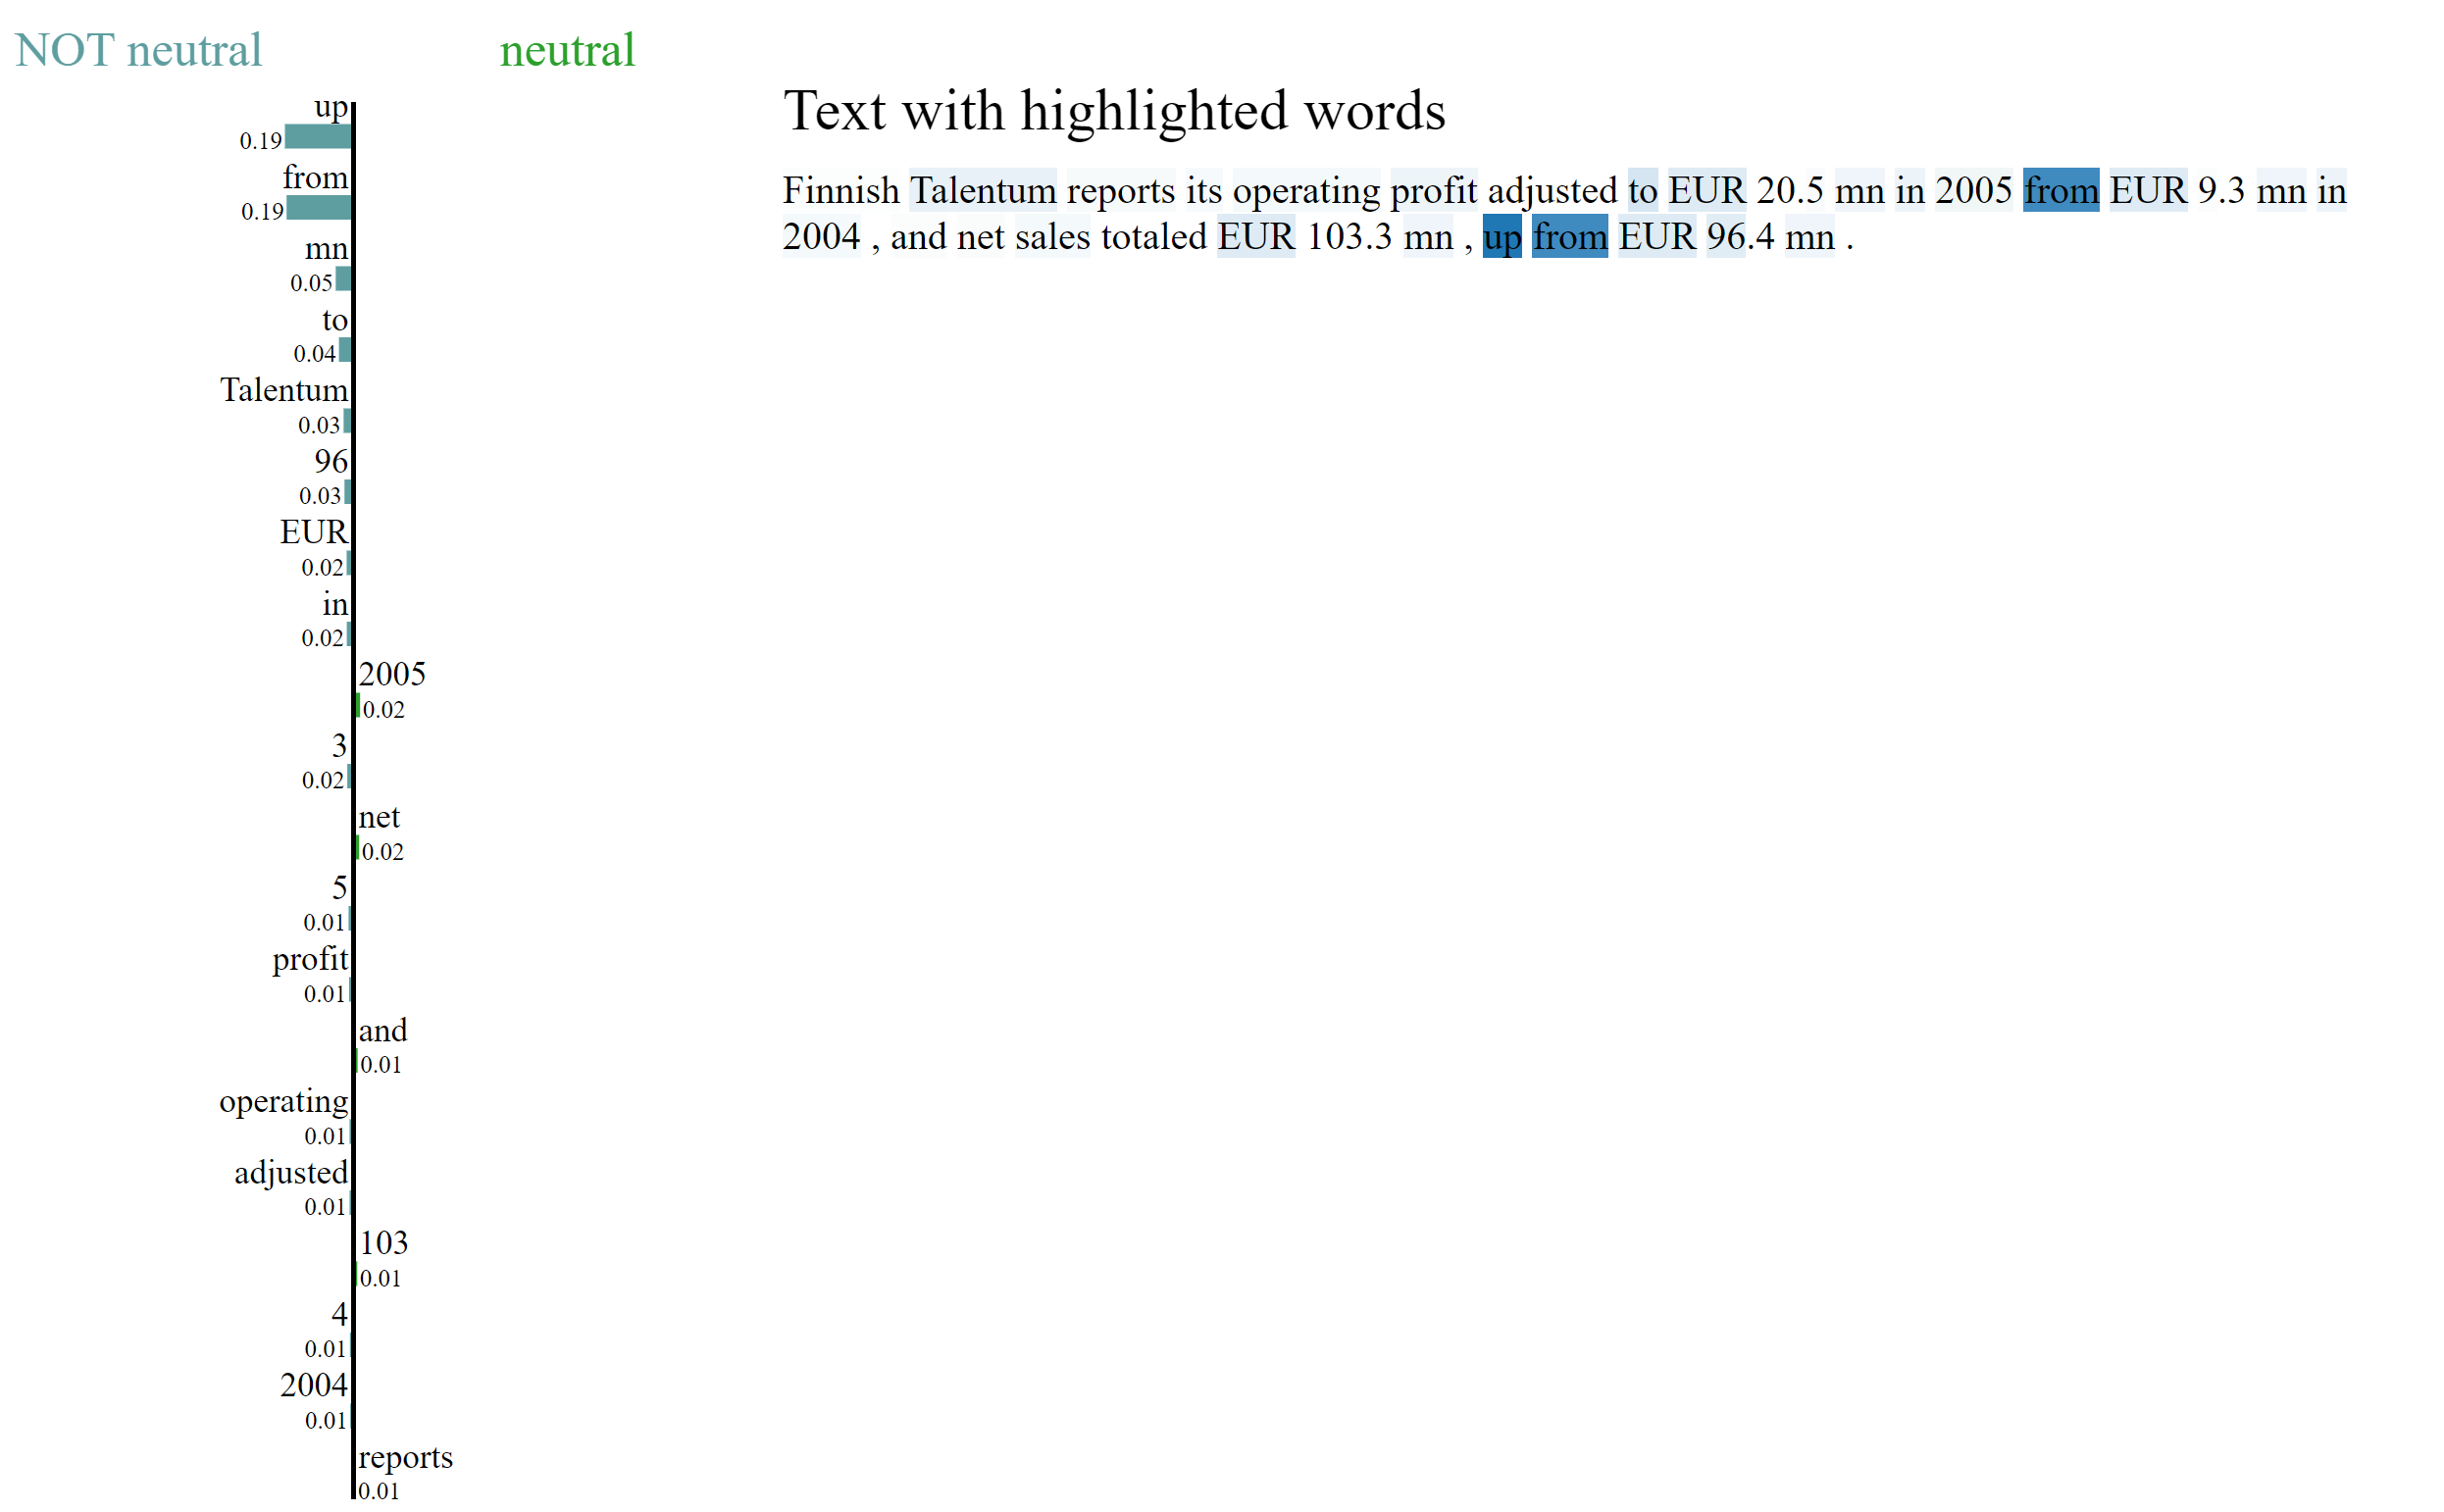 NOT neutral
neutral
up
0.19
from
0.19
mn
0.05
to
0.04
Talentum
0.03
96
0.03
EUR
0.02
in
0.02
2005
0.02
3
0.02
net
0.02
5
0.01
profit
0.01
and
0.01
operating
0.01
adjusted
0.01
103
0.01
4
0.01
2004
0.01
reports
0.01
Text with highlighted words
Finnish Talentum reports its operating profit adjusted to EUR 20.5 mn in 2005 from EUR 9.3 mn in
2004 , and net sales totaled EUR 103.3 mn , up from EUR 96.4 mn .